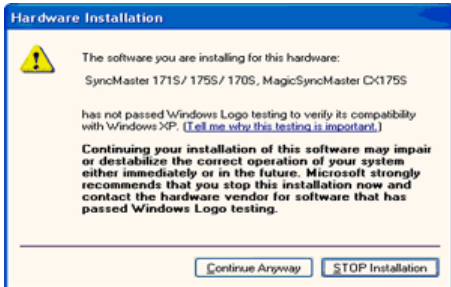 Hardware Installation
The software you are installing for this hardware:
SyncMaster 171S/ 175S/ 170S, MagicSyncMaster CX175S
has not passed Windows Logo testing to verify its compatibility
with Windows XP. (Tell me why this testing is important.)
Continuing your installation of this software may impair
or destabilize the correct operation of your system
either immediately or in the future. Microsoft strongly
recommends that you stop this installation now and
contact the hardware vendor for software that has
passed Windows Logo testing.
Continue Anyway STOP Installation